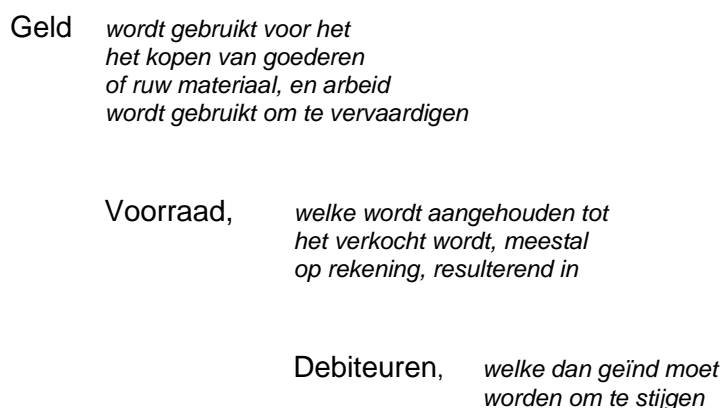 Geld wordt gebruikt voor het
het kopen van goederen
of ruw materiaal, en arbeid
wordt gebruikt om te vervaardigen
Voorraad, welke wordt aangehouden tot
het verkocht wordt, meestal
op rekening, resulterend in
Debiteuren, welke dan geïnd moet
worden om te stijgen